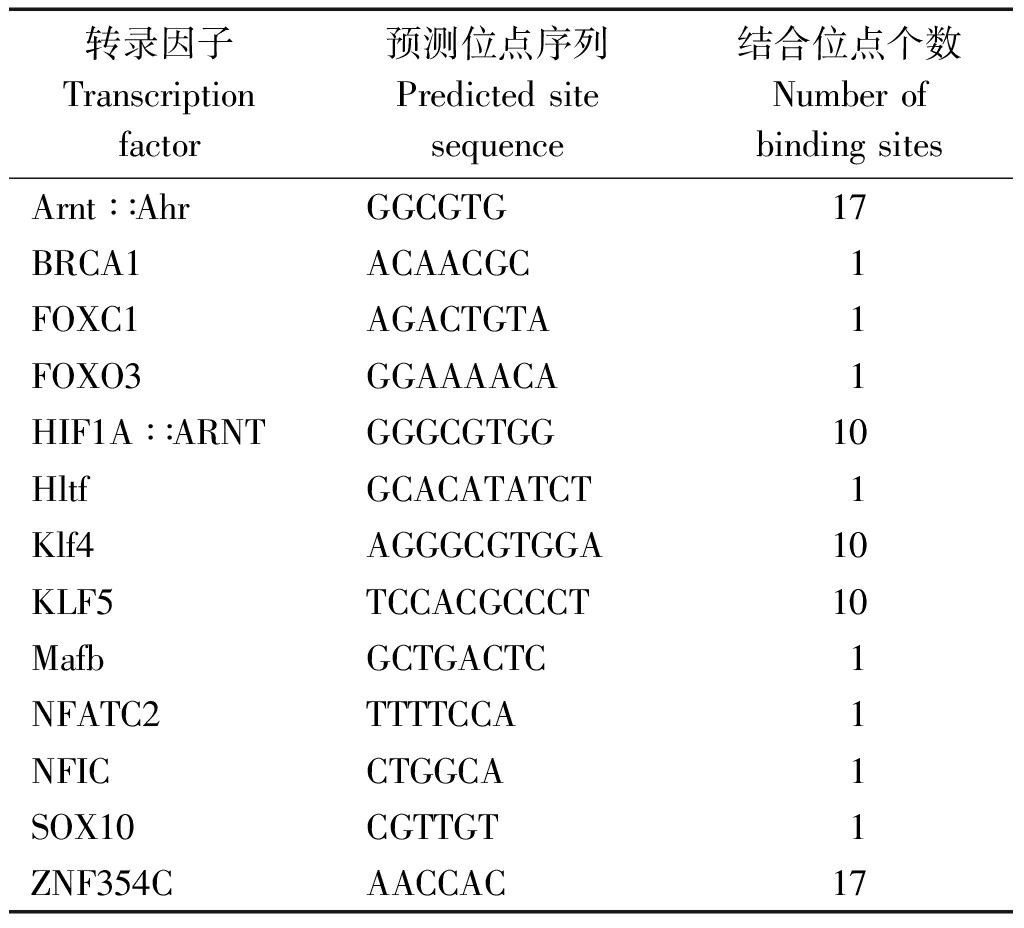 转录因子 预测位点序列 结合位点个数
Transcription Predicted site Number of
factor sequence binding sites
Arnt ∷Ahr GGCGTG 17
BRCA1 ACAACGC 1
FOXC1 AGACTGTA 1
FOXO3 GGAAAACA 1
HIF1A ∷ARNT GGGCGTGG 10
Hltf GCACATATCT 1
Klf4 AGGGCGTGGA 10
KLF5 TCCACGCCCT 10
Mafb GCTGACTC 1
NFATC2 TTTTCCA 1
NFIC CTGGCA 1
SOX10 CGTTGT 1
ZNF354C AACCAC 17